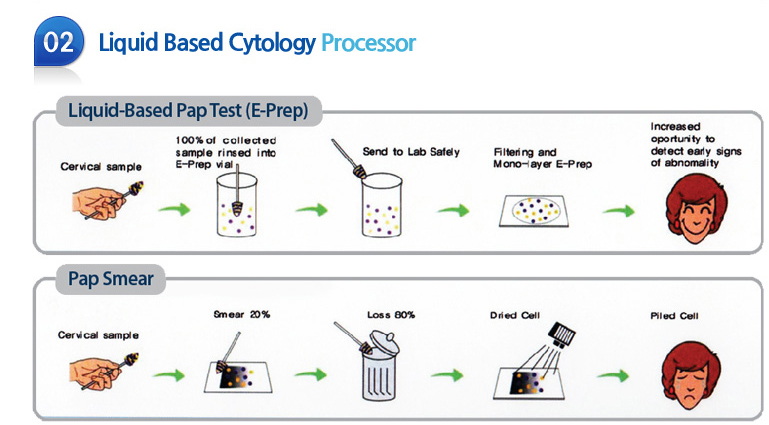 02
Liquid Based Cytology Processor
Liquid-Based Pap Test (E-Prep)
Cervical sample
100% of collected
sample rinsed into
E-Prep vial
Send to Lab Safely
Filtering and
Mono-layer E-Prep
Increased
oportunity to
detect early signs
of abnomality
Pap Smear
Cervical sample
Smear 20%
Loss 80%
Dried Cell
Piled Cell